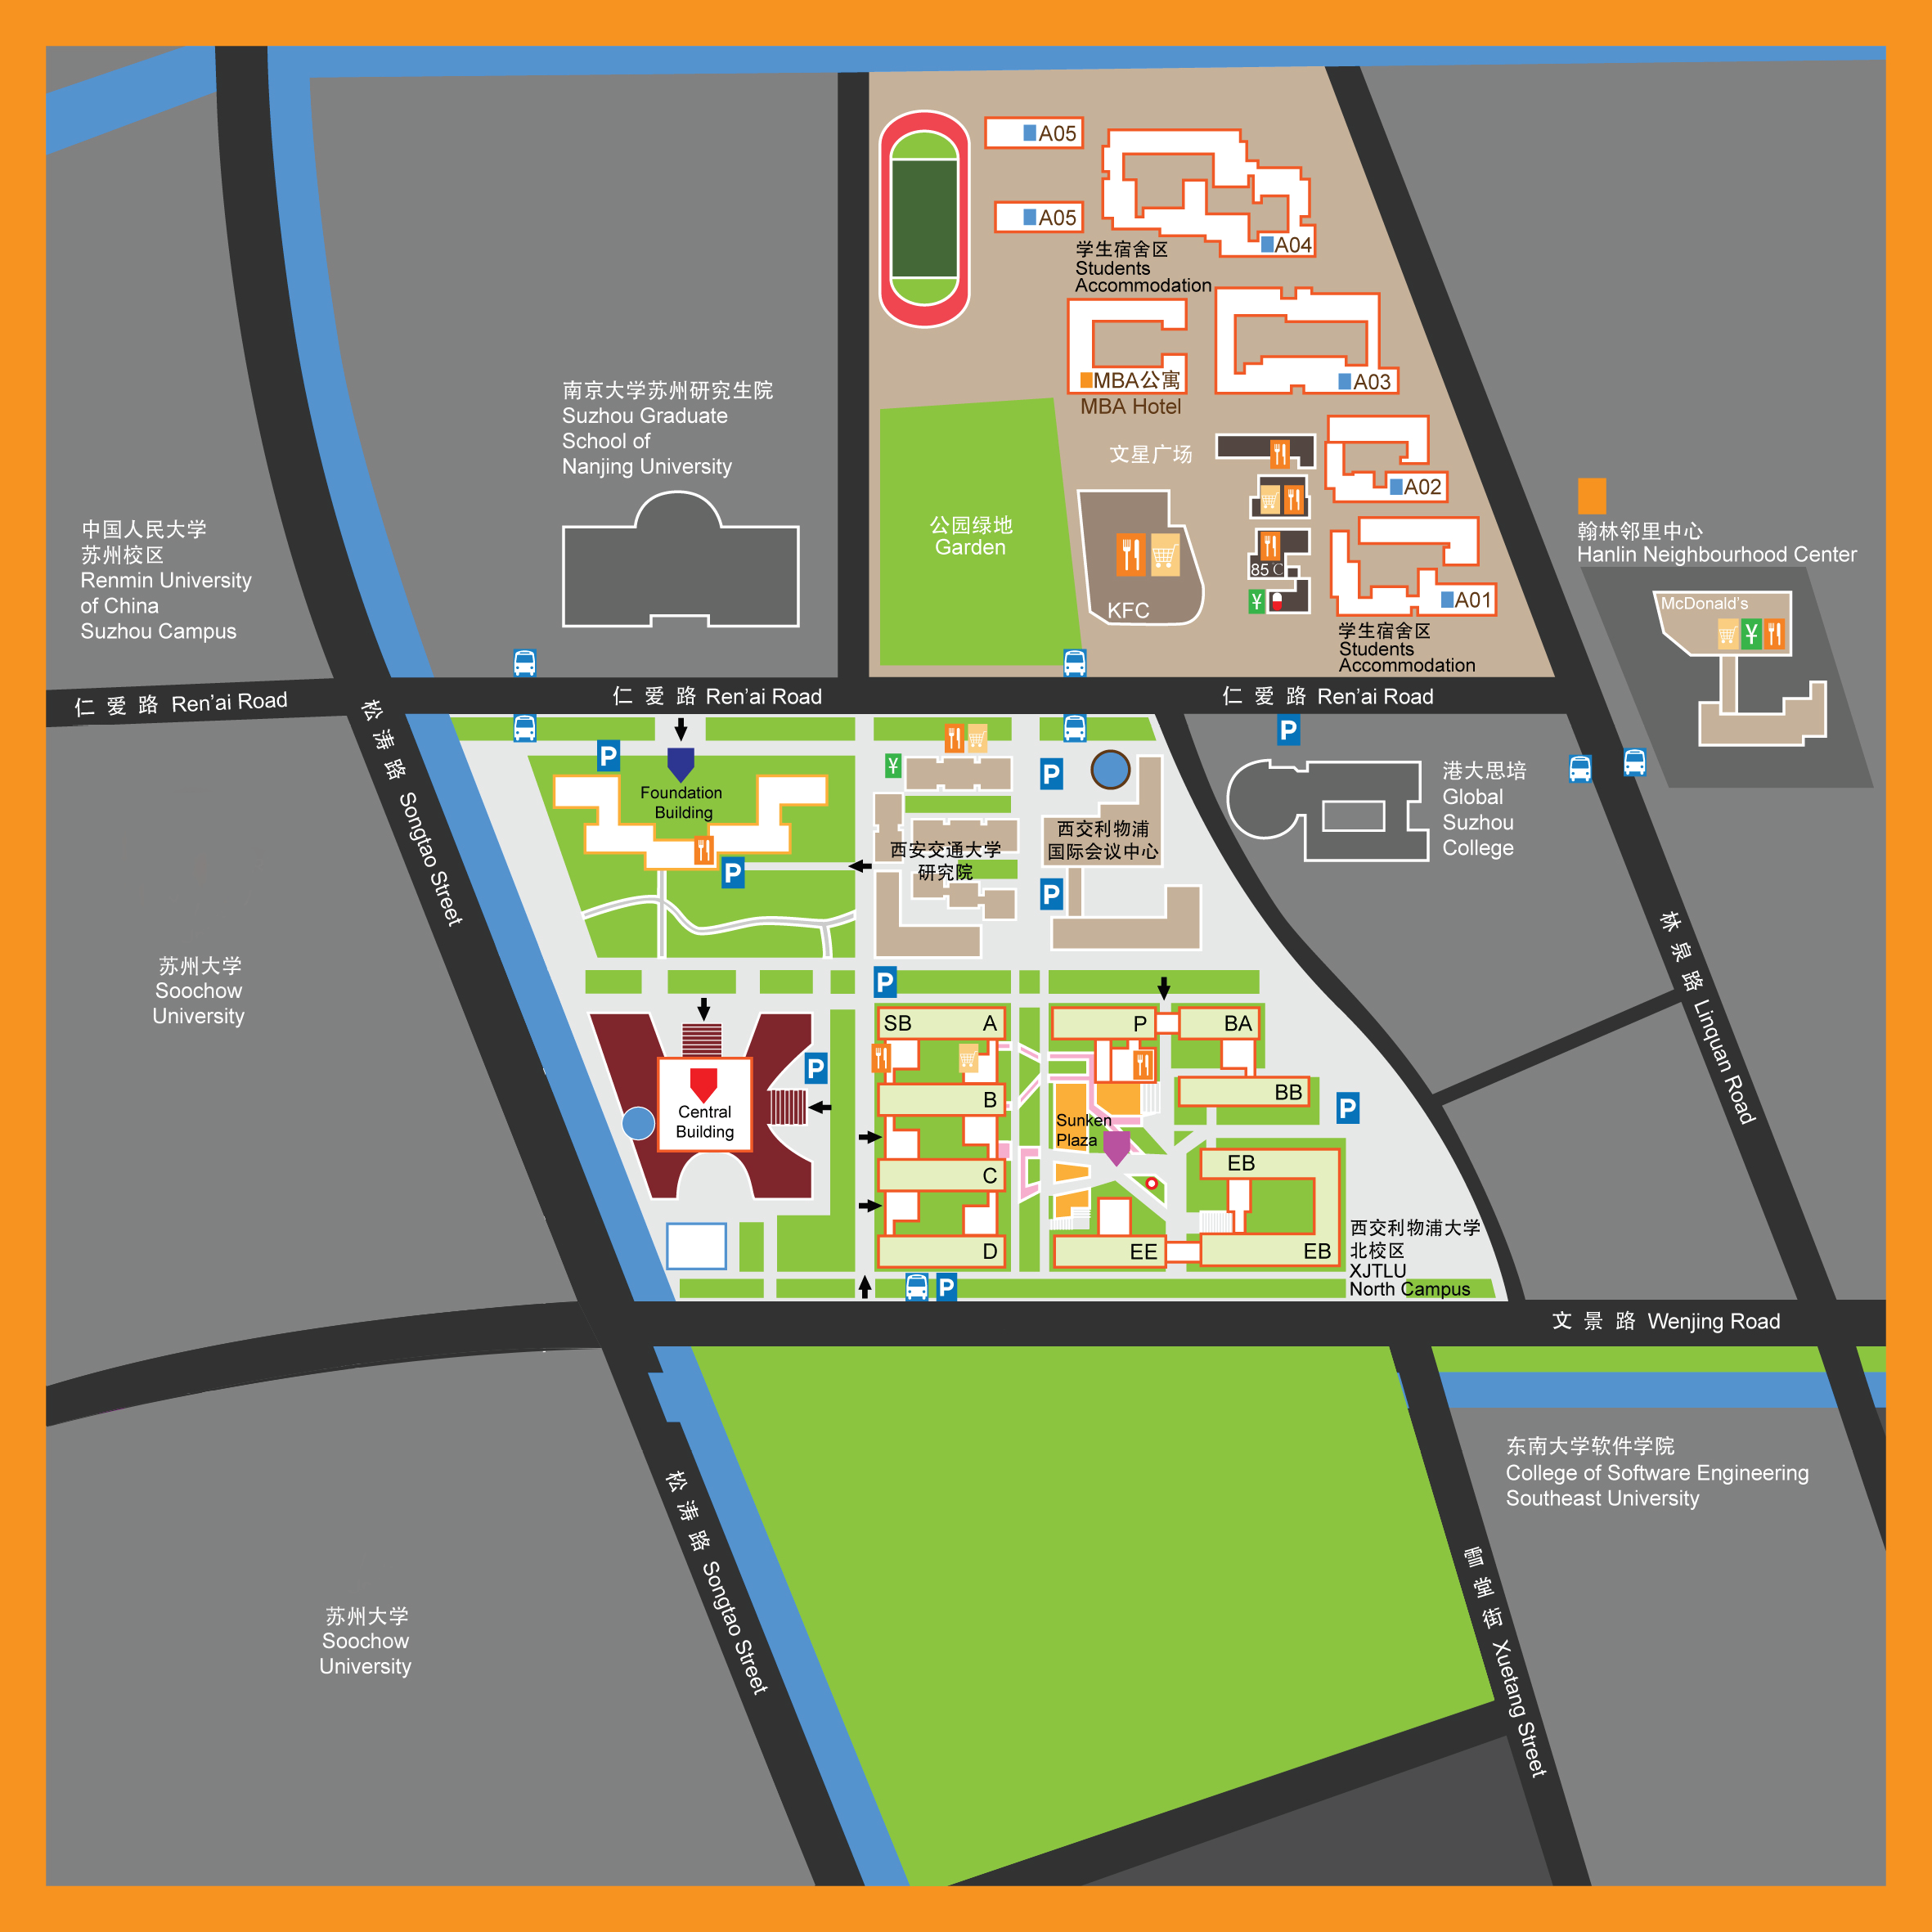 A05
A05
A04
学生宿舍区
Students
Accommodation
MBA公寓
MBA Hotel
A03
南京大学苏州研究生院
Suzhou Graduate
School of
Nanjing University
文星广场
A02
公园绿地
Garden
KFC
85℃
¥
A01
学生宿舍区
Students
Accommodation
中国人民大学
苏州校区
Renmin University
of China
Suzhou Campus
翰林邻里中心
Hanlin Neighbourhood Center
McDonald's
¥
仁爱路 Ren'ai Road
仁爱路 Ren'ai Road
仁爱路 Ren'ai Road
松涛路 Songtao Street
P
P
Foundation
Building
P
¥
P
西安交通大学
研究院
西交利物浦
国际会议中心
P
港大思培
Global
Suzhou
College
苏州大学
Soochow
University
林泉路 Linquan Road
P
SB
A
P
BA
P
B
BB
P
Central
Building
Sunken
Plaza
C
EB
D
EE
EB
西交利物浦大学
北校区
XJTLU
North Campus
P
文景路 Wenjing Road
东南大学软件学院
College of Software Engineering
Southeast University
松涛路 Songtao Street
雪堂街 Xuetang Street
苏州大学
Soochow
University